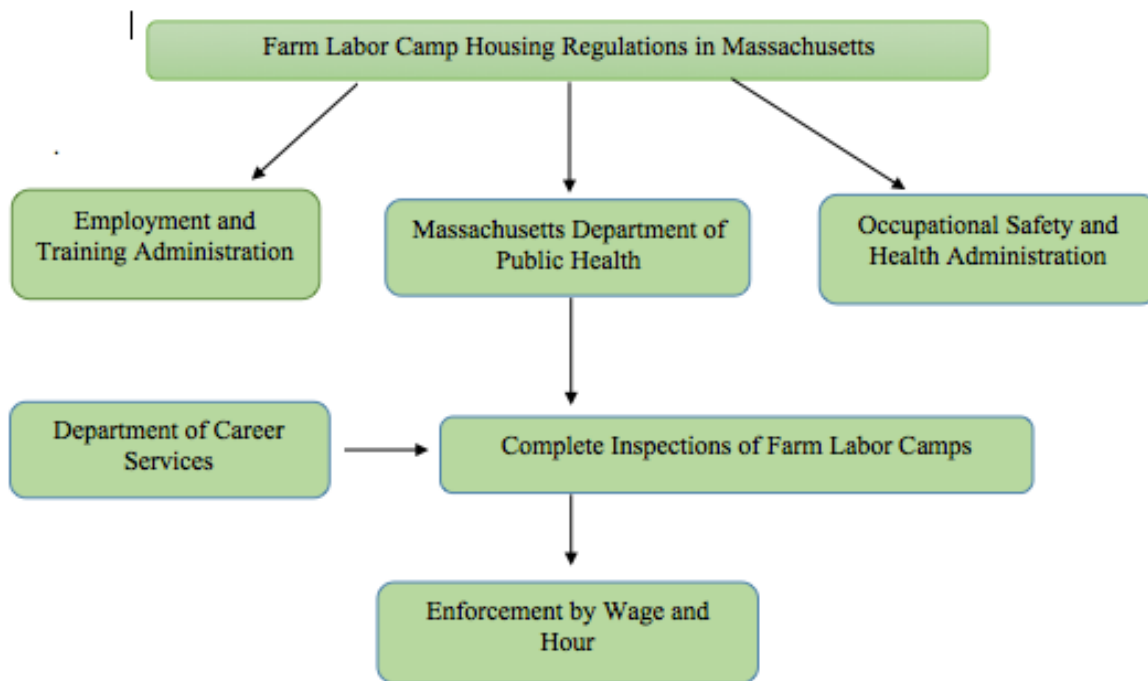 Farm Labor Camp Housing Regulations in Massachusetts
Employment and
Training Administration
Massachusetts Department of
Public Health
Occupational Safety and
Health Administration
Department of Career
Services
Complete Inspections of Farm Labor Camps
Enforcement by Wage and
Hour